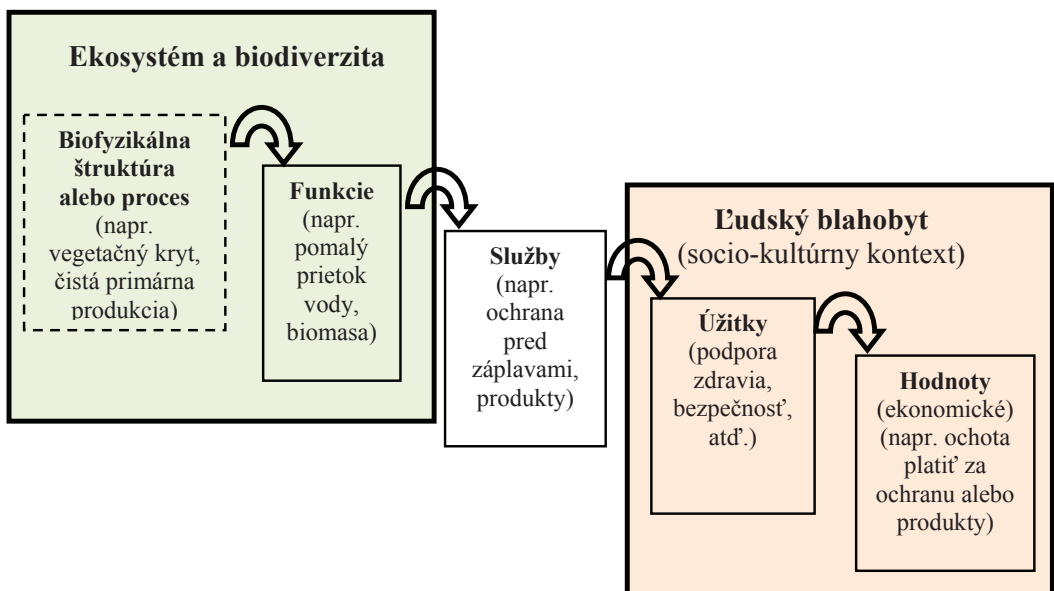 Ekosystém a biodiverzita
Biofyzikálna
štruktúra
alebo proces
(napr.
vegetačný kryt,
čistá primárna
produkcia)
Funkcie
(napr.
pomalý
prietok
vody,
biomasa)
Služby
(napr.
ochrana
pred
záplavami,
produkty)
Ľudský blahobyt
(socio-kultúrny kontext)
Úžitky
(podpora
zdravia,
bezpečnosť,
atď.)
Hodnoty
(ekonomické)
(napr. ochota
platiť za
ochranu alebo
produkty)